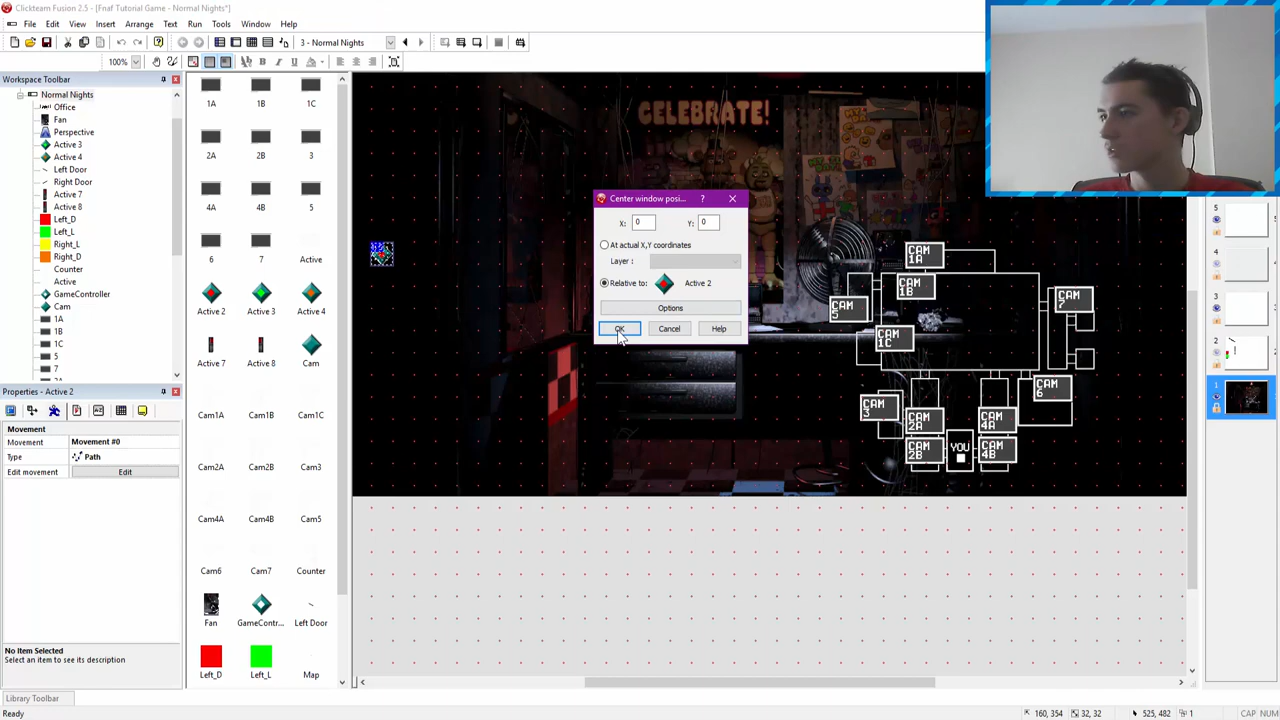 Clickteam Fusion 2.5 - [Fnaf Tutorial Game - Normal Nights*]
File Edit View Insert Arrange Text Run Tools Window Help
3 - Normal Nights
100%
Workspace Toolbar
Normal Nights
Office
Fan
Perspective
Active 3
Active 4
Left Door
Right Door
Active 7
Active 8
Left_D
Left_L
Right_L
Right_D
Counter
Active
GameController
Cam
1A
1B
1C
5
7
Properties - Active 2
Movement
Movement Movement #0
Type Path
Edit movement Edit
No Item Selected
Select an item to see its description
Library Toolbar
Ready
1A 1B 1C
2A 2B 3
4A 4B 5
6 7 Active
Active 2 Active 3 Active 4
Active 7 Active 8 Cam
Cam1A Cam1B Cam1C
Cam2A Cam2B Cam3
Cam4A Cam4B Cam5
Cam6 Cam7 Counter
Fan GameContr... Left Door
Left_D Left_L Map
CELEBRATE!
Center window posi... ?
X: 0 Y: 0
At actual X,Y coordinates
Layer :
Relative to: Active 2
Options
OK Cancel Help
CAM 1A
CAM 1B
CAM 7
CAM 5
CAM 1C
CAM 6
CAM 3
CAM 2A
CAM 4A
CAM 2B
YOU
CAM 4B
5
4
3
2
1
160, 354 32, 32 525, 482 1 CAP NUM